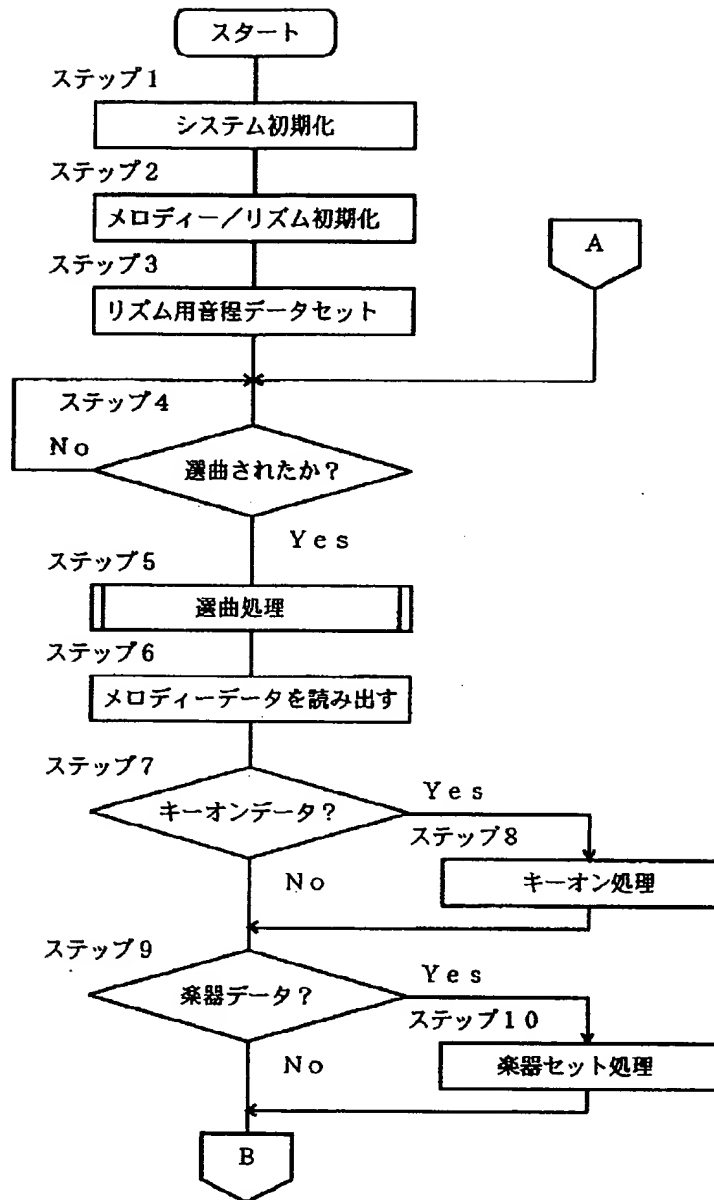 スタート
ステップ1
システム初期化
ステップ2
メロディー／リズム初期化
ステップ3
A
リズム用音程データセット
ステップ4
No
選曲されたか？
Yes
ステップ5
選曲処理
ステップ6
メロディーデータを読み出す
ステップ7
キーオンデータ？
Yes
ステップ8
キーオン処理
No
ステップ9
楽器データ？
Yes
ステップ10
楽器セット処理
No
B